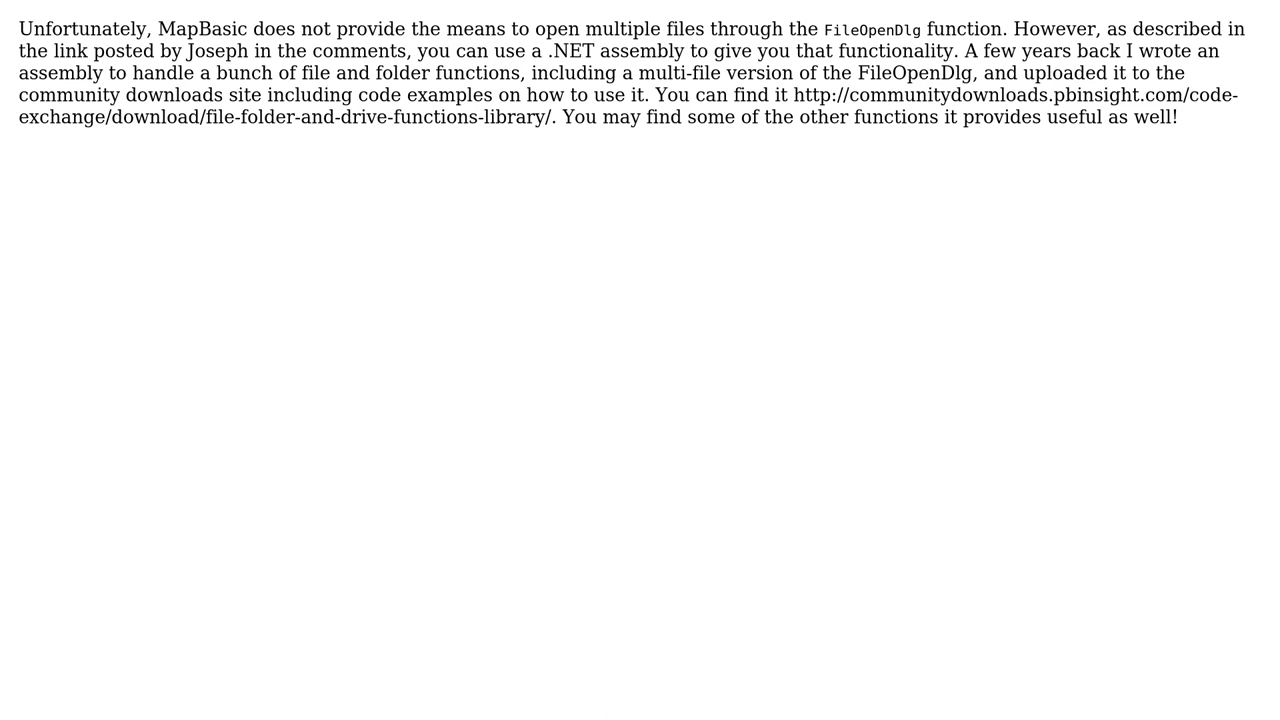 Unfortunately, MapBasic does not provide the means to open multiple files through the FileOpenDlg function. However, as described in
the link posted by Joseph in the comments, you can use a .NET assembly to give you that functionality. A few years back I wrote an
assembly to handle a bunch of file and folder functions, including a multi-file version of the FileOpenDlg, and uploaded it to the
community downloads site including code examples on how to use it. You can find it http://communitydownloads.pbinsight.com/code-
exchange/download/file-folder-and-drive-functions-library/. You may find some of the other functions it provides useful as well!